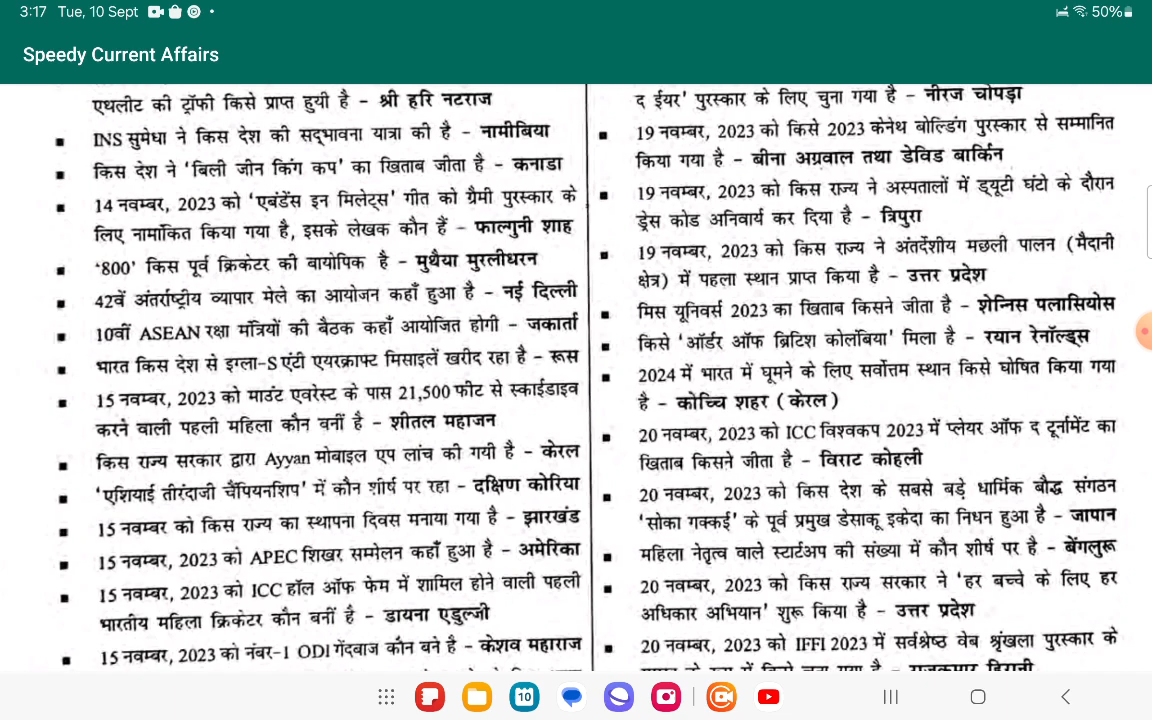 3:17 Tue, 10 Sept
50%
Speedy Current Affairs
एथलीट की ट्रॉफी किसे प्राप्त हुयी है – श्री हरि नटराज
▪ INS सुमेधा ने किस देश की सद्भावना यात्रा की है – नामीबिया
▪ किस देश ने 'बिली जीन किंग कप' का खिताब जीता है – कनाडा
▪ 14 नवम्बर, 2023 को 'एबंडेंस इन मिलेट्स' गीत को ग्रैमी पुरस्कार के
लिए नामांकित किया गया है, इसके लेखक कौन हैं – फाल्गुनी शाह
▪ '800' किस पूर्व क्रिकेटर की बायोपिक है – मुथैया मुरलीधरन
▪ 42वें अंतर्राष्ट्रीय व्यापार मेले का आयोजन कहाँ हुआ है – नई दिल्ली
▪ 10वीं ASEAN रक्षा मंत्रियों की बैठक कहाँ आयोजित होगी – जकार्ता
▪ भारत किस देश से इग्ला-S एंटी एयरक्राफ्ट मिसाइलें खरीद रहा है – रूस
▪ 15 नवम्बर, 2023 को माउंट एवरेस्ट के पास 21,500 फीट से स्काईडाइव
करने वाली पहली महिला कौन बनीं है – शीतल महाजन
▪ किस राज्य सरकार द्वारा Ayyan मोबाइल एप लांच की गयी है – केरल
▪ 'एशियाई तीरंदाजी चैंपियनशिप' में कौन शीर्ष पर रहा – दक्षिण कोरिया
▪ 15 नवम्बर को किस राज्य का स्थापना दिवस मनाया गया है – झारखंड
▪ 15 नवम्बर, 2023 को APEC शिखर सम्मेलन कहाँ हुआ है – अमेरिका
▪ 15 नवम्बर, 2023 को ICC हॉल ऑफ फेम में शामिल होने वाली पहली
भारतीय महिला क्रिकेटर कौन बनीं है – डायना एडुल्जी
▪ 15 नवम्बर, 2023 को नंबर-1 ODI गेंदबाज कौन बने है – केशव महाराज
द ईयर' पुरस्कार के लिए चुना गया है – नीरज चोपड़ा
▪ 19 नवम्बर, 2023 को किसे 2023 केनेथ बोल्डिंग पुरस्कार से सम्मानित
किया गया है – बीना अग्रवाल तथा डेविड बार्किन
▪ 19 नवम्बर, 2023 को किस राज्य ने अस्पतालों में ड्यूटी घंटो के दौरान
ड्रेस कोड अनिवार्य कर दिया है – त्रिपुरा
▪ 19 नवम्बर, 2023 को किस राज्य ने अंतर्देशीय मछली पालन (मैदानी
क्षेत्र) में पहला स्थान प्राप्त किया है – उत्तर प्रदेश
▪ मिस यूनिवर्स 2023 का खिताब किसने जीता है – शेन्निस पलासियोस
▪ किसे 'ऑर्डर ऑफ ब्रिटिश कोलंबिया' मिला है – रयान रेनॉल्ड्स
▪ 2024 में भारत में घूमने के लिए सर्वोत्तम स्थान किसे घोषित किया गया
है – कोच्चि शहर (केरल)
▪ 20 नवम्बर, 2023 को ICC विश्वकप 2023 में प्लेयर ऑफ द टूर्नामेंट का
खिताब किसने जीता है – विराट कोहली
▪ 20 नवम्बर, 2023 को किस देश के सबसे बड़े धार्मिक बौद्ध संगठन
'सोका गक्कई' के पूर्व प्रमुख डेसाकू इकेदा का निधन हुआ है – जापान
▪ महिला नेतृत्व वाले स्टार्टअप की संख्या में कौन शीर्ष पर है – बेंगलुरू
▪ 20 नवम्बर, 2023 को किस राज्य सरकार ने 'हर बच्चे के लिए हर
अधिकार अभियान' शुरू किया है – उत्तर प्रदेश
▪ 20 नवम्बर, 2023 को IFFI 2023 में सर्वश्रेष्ठ वेब श्रृंखला पुरस्कार के
10